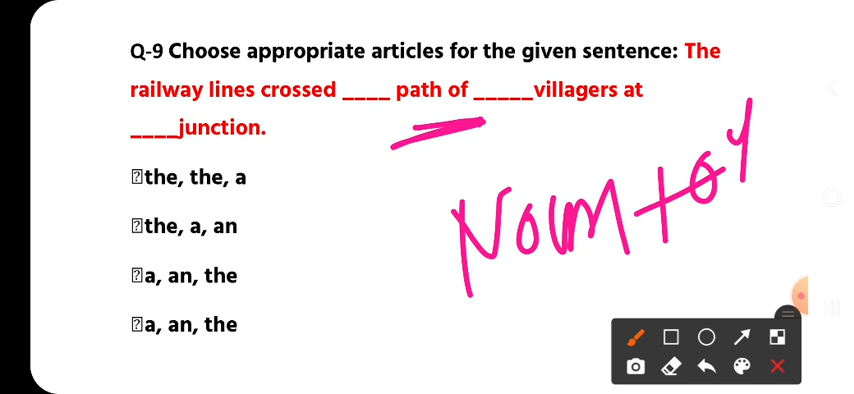 Q-9 Choose appropriate articles for the given sentence: The
railway lines crossed ____ path of _____villagers at
____junction.
the, the, a
the, a, an
a, an, the
a, an, the
Noun + of